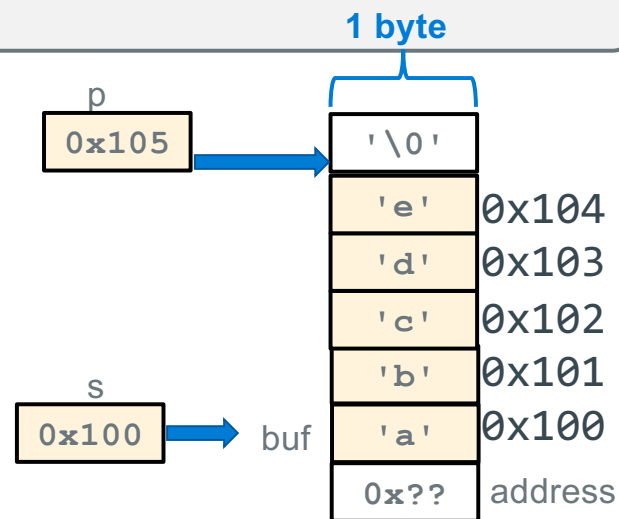 1 byte
p
0x105
'\0'
'e' 0x104
'd' 0x103
'c' 0x102
'b' 0x101
s
0x100
buf
'a' 0x100
0x?? address